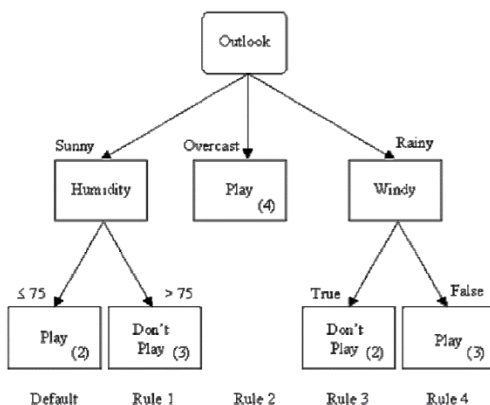 Outlook
Sunny
Overcast
Rainy
Humidity
Play
(4)
Windy
≤ 75
> 75
True
False
Play
(2)
Don't
Play (3)
Don't
Play (2)
Play
(3)
Default
Rule 1
Rule 2
Rule 3
Rule 4